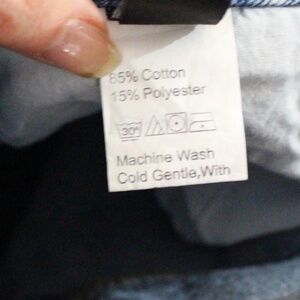 85% Cotton
15% Polyester
30°
Machine Wash
Cold Gentle,With